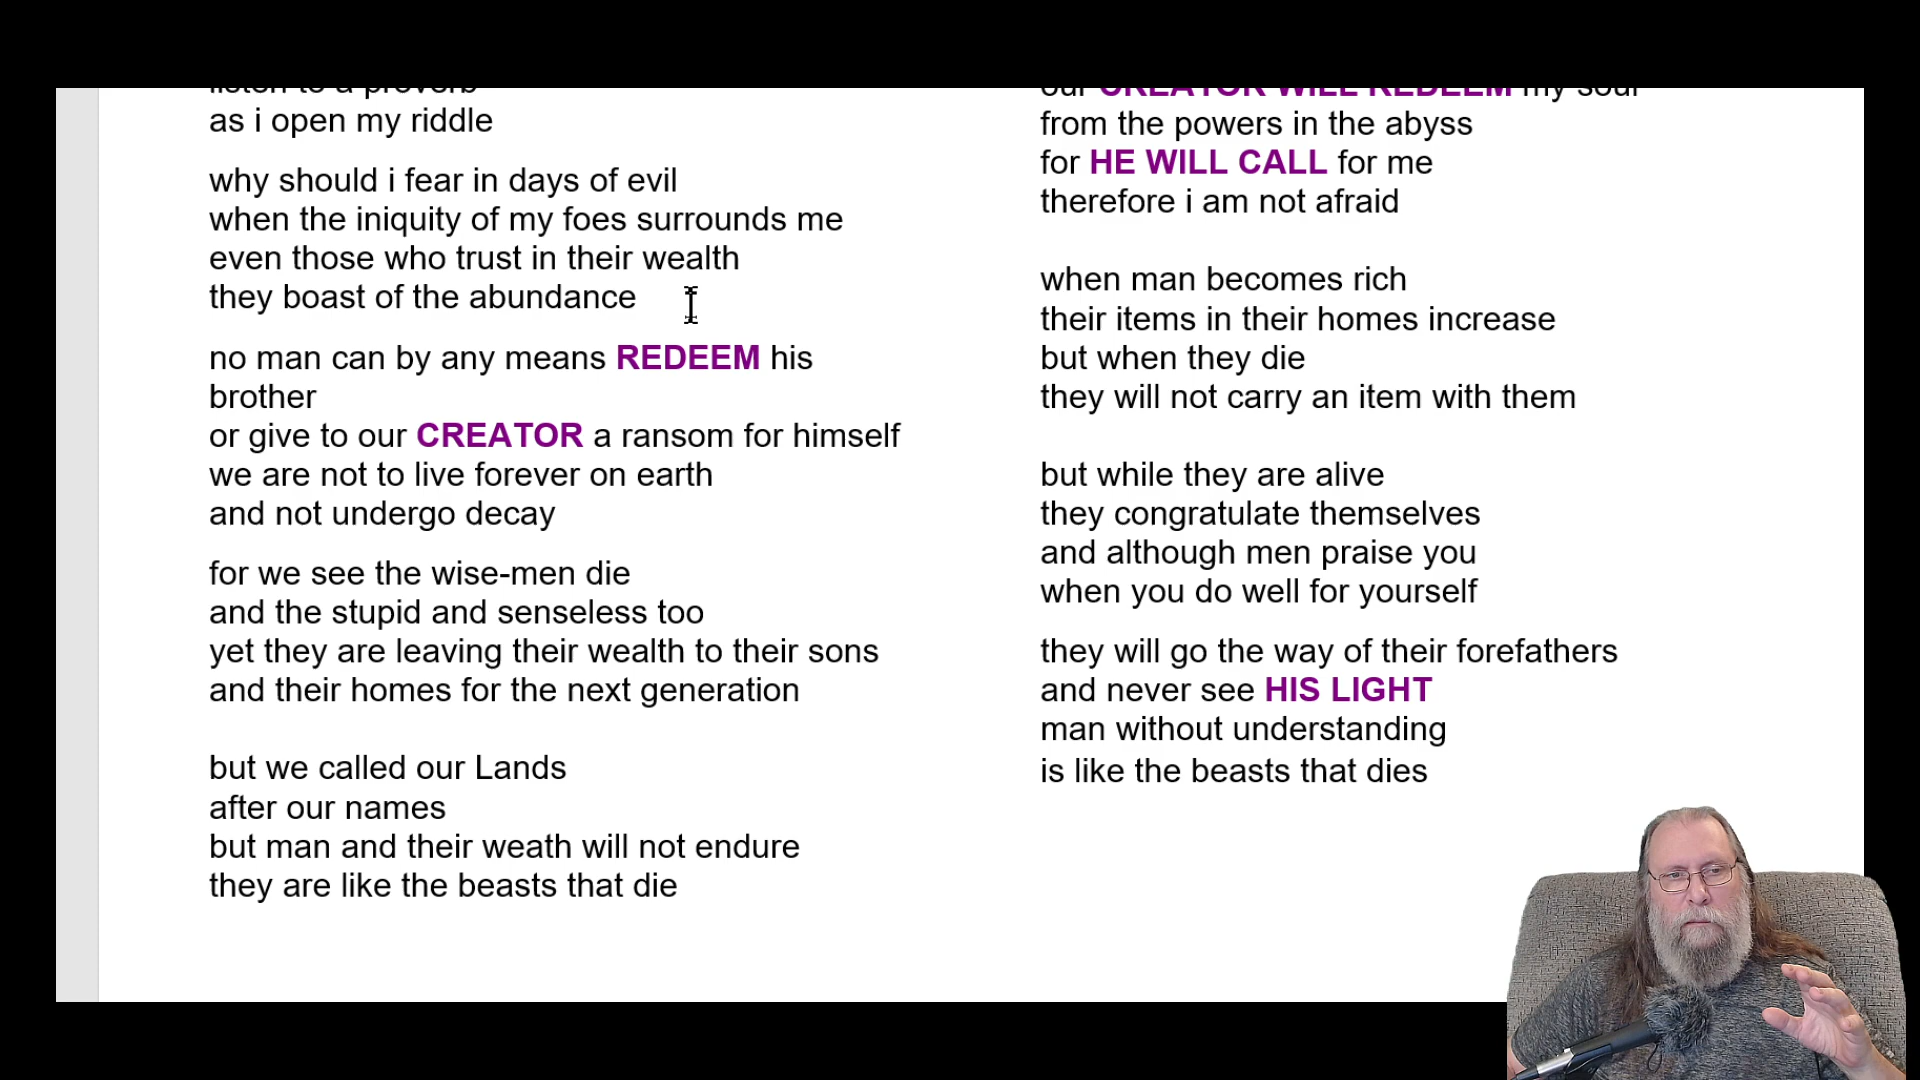 listen to a proverb
as i open my riddle
why should i fear in days of evil
when the iniquity of my foes surrounds me
even those who trust in their wealth
they boast of the abundance
no man can by any means REDEEM his
brother
or give to our CREATOR a ransom for himself
we are not to live forever on earth
and not undergo decay
for we see the wise-men die
and the stupid and senseless too
yet they are leaving their wealth to their sons
and their homes for the next generation
but we called our Lands
after our names
but man and their weath will not endure
they are like the beasts that die
our CREATOR WILL REDEEM my soul
from the powers in the abyss
for HE WILL CALL for me
therefore i am not afraid
when man becomes rich
their items in their homes increase
but when they die
they will not carry an item with them
but while they are alive
they congratulate themselves
and although men praise you
when you do well for yourself
they will go the way of their forefathers
and never see HIS LIGHT
man without understanding
is like the beasts that dies